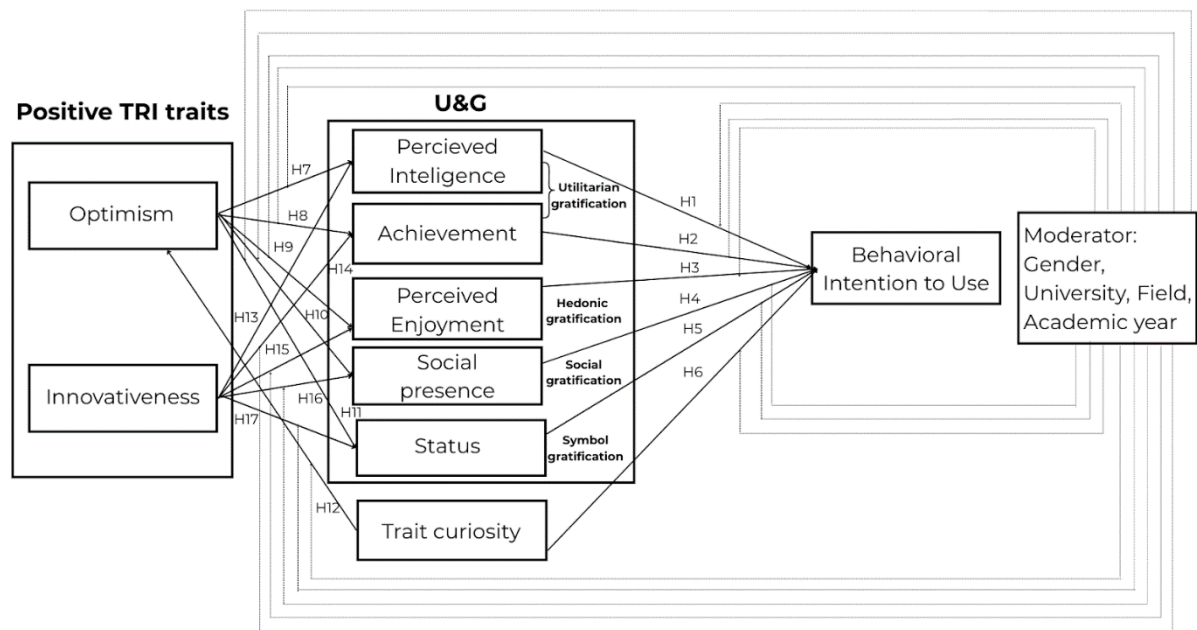 Positive TRI traits
Optimism
Innovativeness
U&G
Percieved
Inteligence
Achievement
Perceived
Enjoyment
Social
presence
Status
Trait curiosity
Utilitarian
gratification
Hedonic
gratification
Social
gratification
Symbol
gratification
H7
H8
H9
H14
H10
H13
H15
H16
H11
H17
H12
H1
H2
H3
H4
H5
H6
Behavioral
Intention to Use
Moderator:
Gender,
University, Field,
Academic year